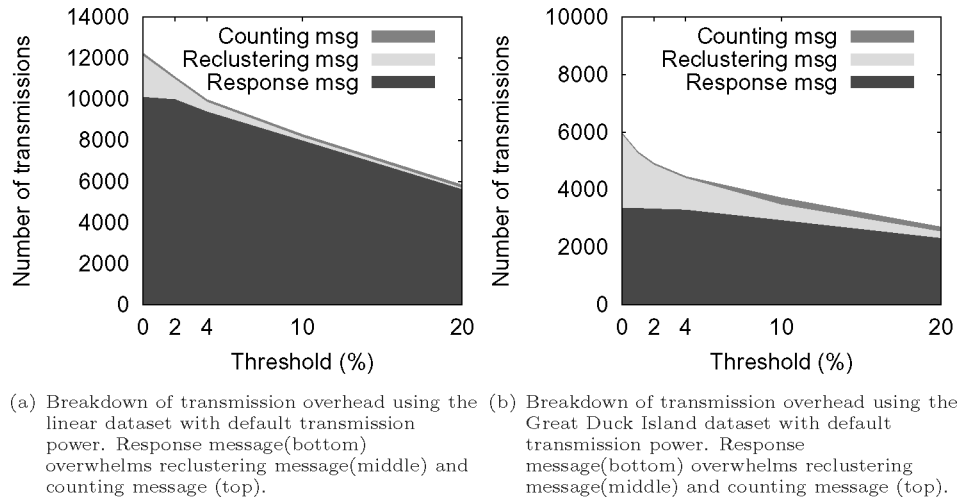 14000
12000
10000
8000
6000
4000
2000
0
Number of transmissions
Counting msg
Reclustering msg
Response msg
0 2 4 10 20
Threshold (%)
10000
8000
6000
4000
2000
0
Number of transmissions
Counting msg
Reclustering msg
Response msg
0 2 4 10 20
Threshold (%)
(a) Breakdown of transmission overhead using the
linear dataset with default transmission
power. Response message(bottom)
overwhelms reclustering message(middle) and
counting message (top).
(b) Breakdown of transmission overhead using the
Great Duck Island dataset with default
transmission power. Response
message(bottom) overwhelms reclustering
message(middle) and counting message (top).